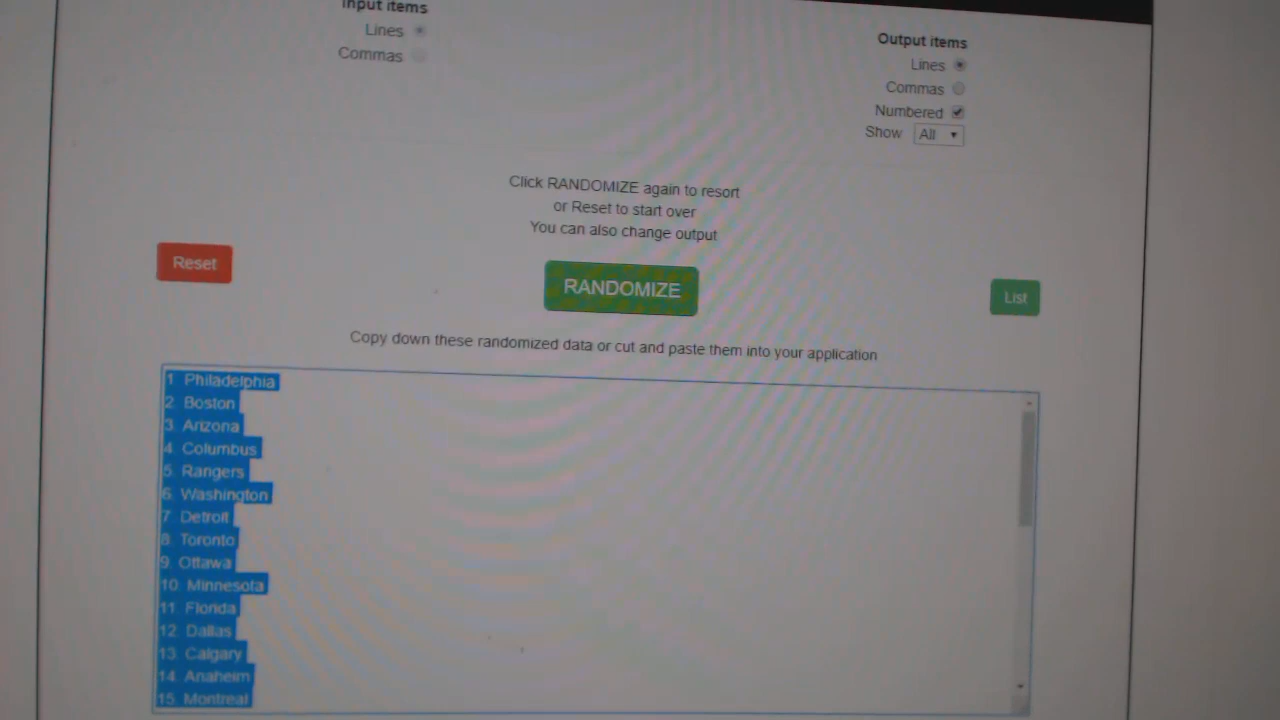 Input items
Lines
Commas
Output items
Lines
Commas
Numbered
Show All
Click RANDOMIZE again to resort
or Reset to start over
You can also change output
Reset
RANDOMIZE
List
Copy down these randomized data or cut and paste them into your application
1. Philadelphia
2. Boston
3. Arizona
4. Columbus
5. Rangers
6. Washington
7. Detroit
8. Toronto
9. Ottawa
10. Minnesota
11. Florida
12. Dallas
13. Calgary
14. Anaheim
15. Montreal